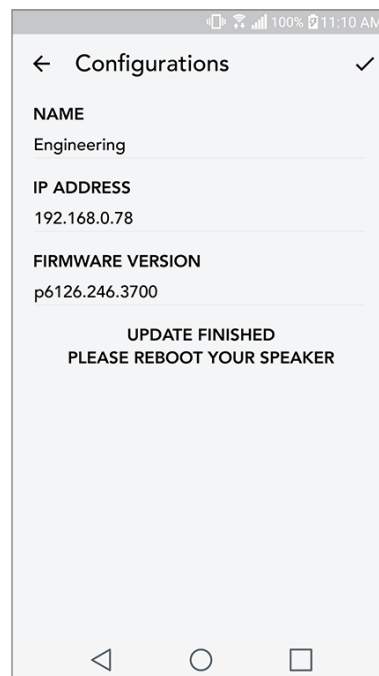 100% 11:10 AM
Configurations
NAME
Engineering
IP ADDRESS
192.168.0.78
FIRMWARE VERSION
p6126.246.3700
UPDATE FINISHED
PLEASE REBOOT YOUR SPEAKER